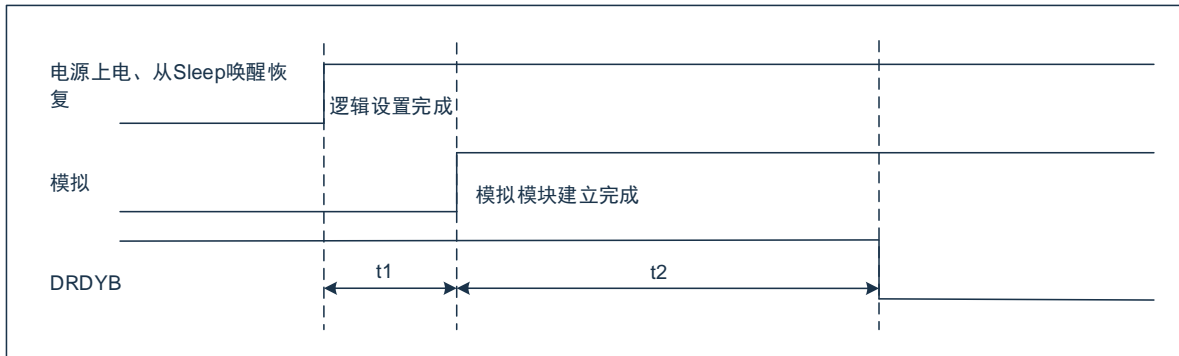 电源上电、从Sleep唤醒恢
复
逻辑设置完成
模拟
模拟模块建立完成
DRDYB
t1
t2